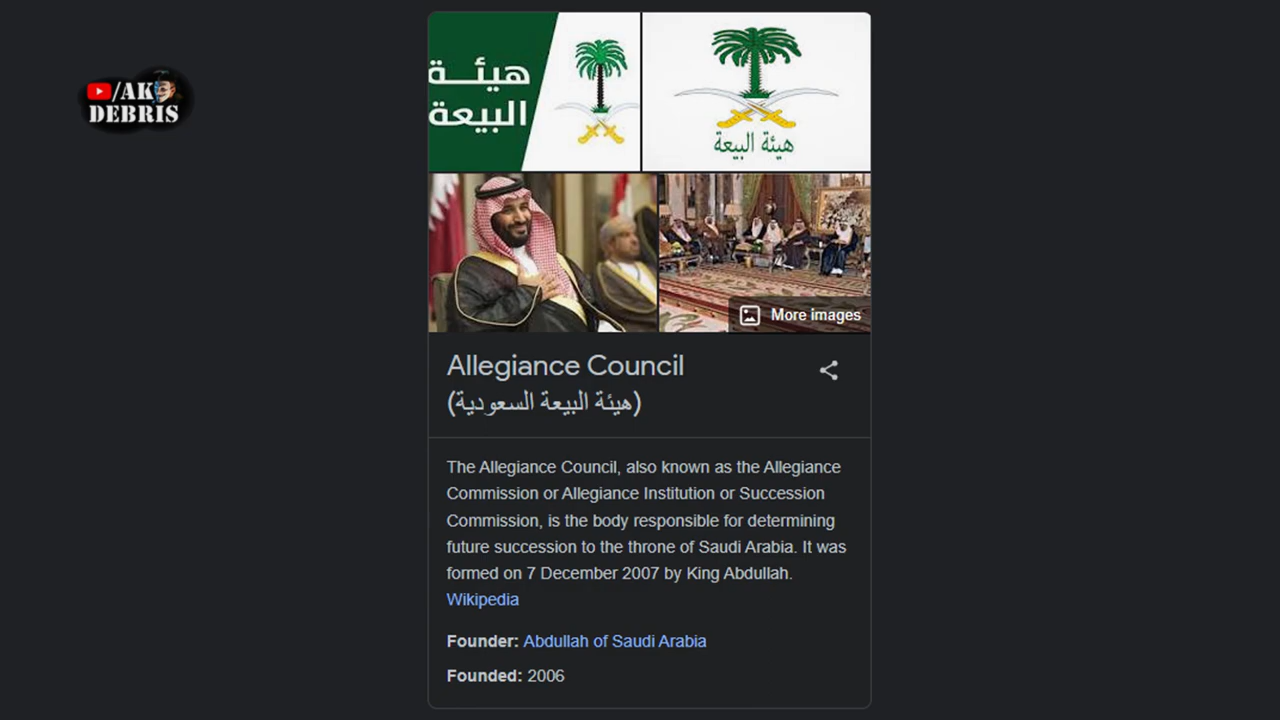 /AK
DEBRIS
هيئـــة
البيعة
هيئة البيعة
More images
Allegiance Council
(هيئة البيعة السعودية)
The Allegiance Council, also known as the Allegiance
Commission or Allegiance Institution or Succession
Commission, is the body responsible for determining
future succession to the throne of Saudi Arabia. It was
formed on 7 December 2007 by King Abdullah.
Wikipedia
Founder: Abdullah of Saudi Arabia
Founded: 2006